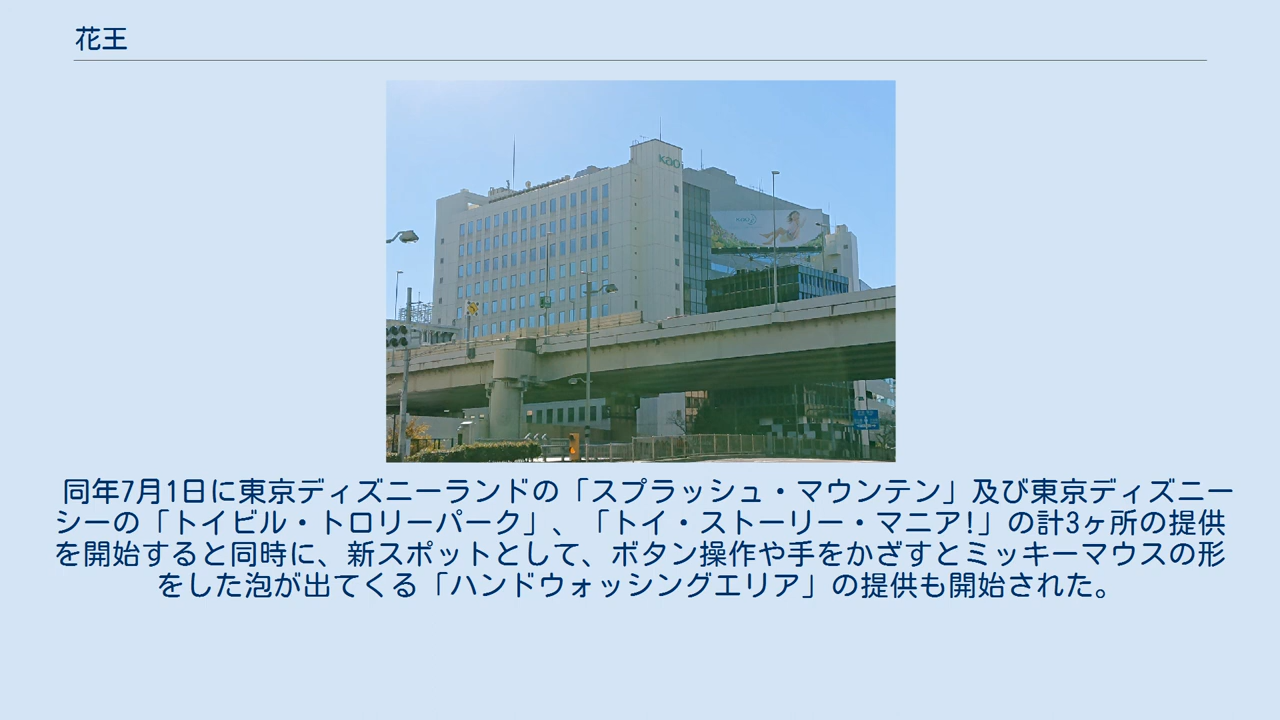 花王
Kao
同年7月1日に東京ディズニーランドの「スプラッシュ・マウンテン」及び東京ディズニー
シーの「トイビル・トロリーパーク」、「トイ・ストーリー・マニア!」の計3ヶ所の提供
を開始すると同時に、新スポットとして、ボタン操作や手をかざすとミッキーマウスの形
をした泡が出てくる「ハンドウォッシングエリア」の提供も開始された。